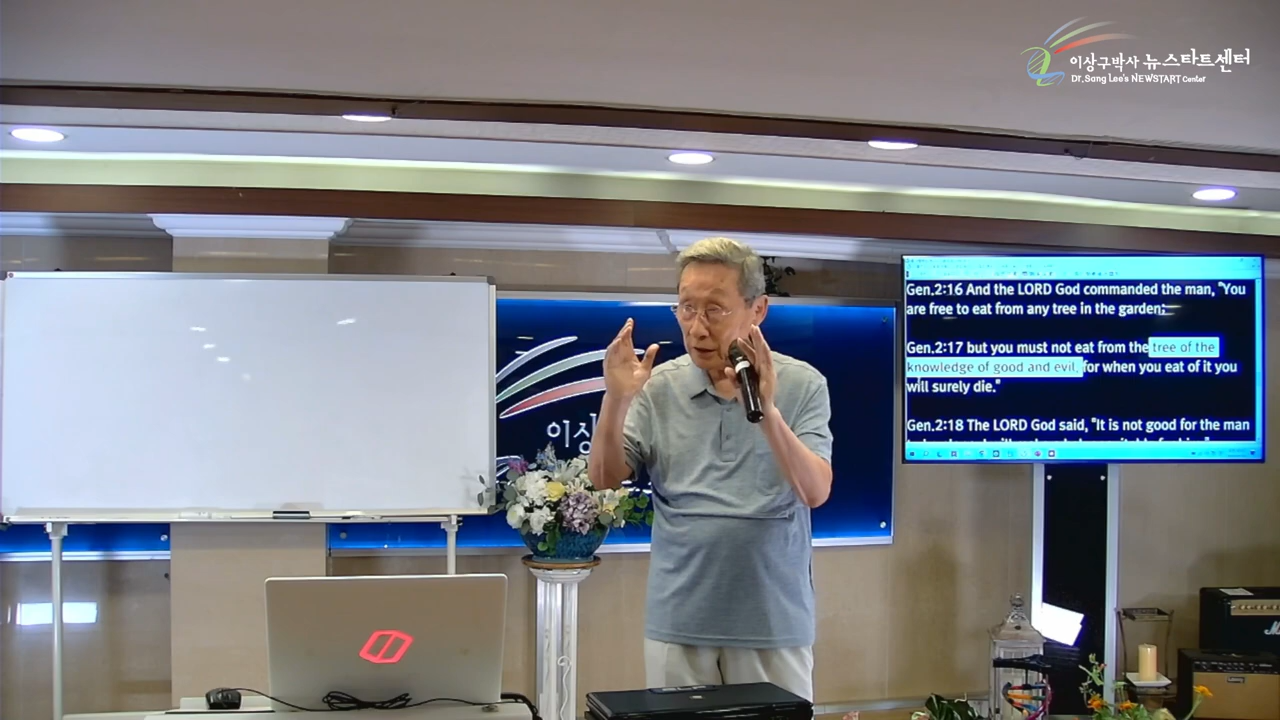 이상구박사 뉴스타트센터
Dr. Sang Lee's NEWSTART Center
Gen.2:16 And the LORD God commanded the man, "You
are free to eat from any tree in the garden;
Gen.2:17 but you must not eat from the tree of the
knowledge of good and evil, for when you eat of it you
will surely die."
Gen.2:18 The LORD God said, "It is not good for the man
이상